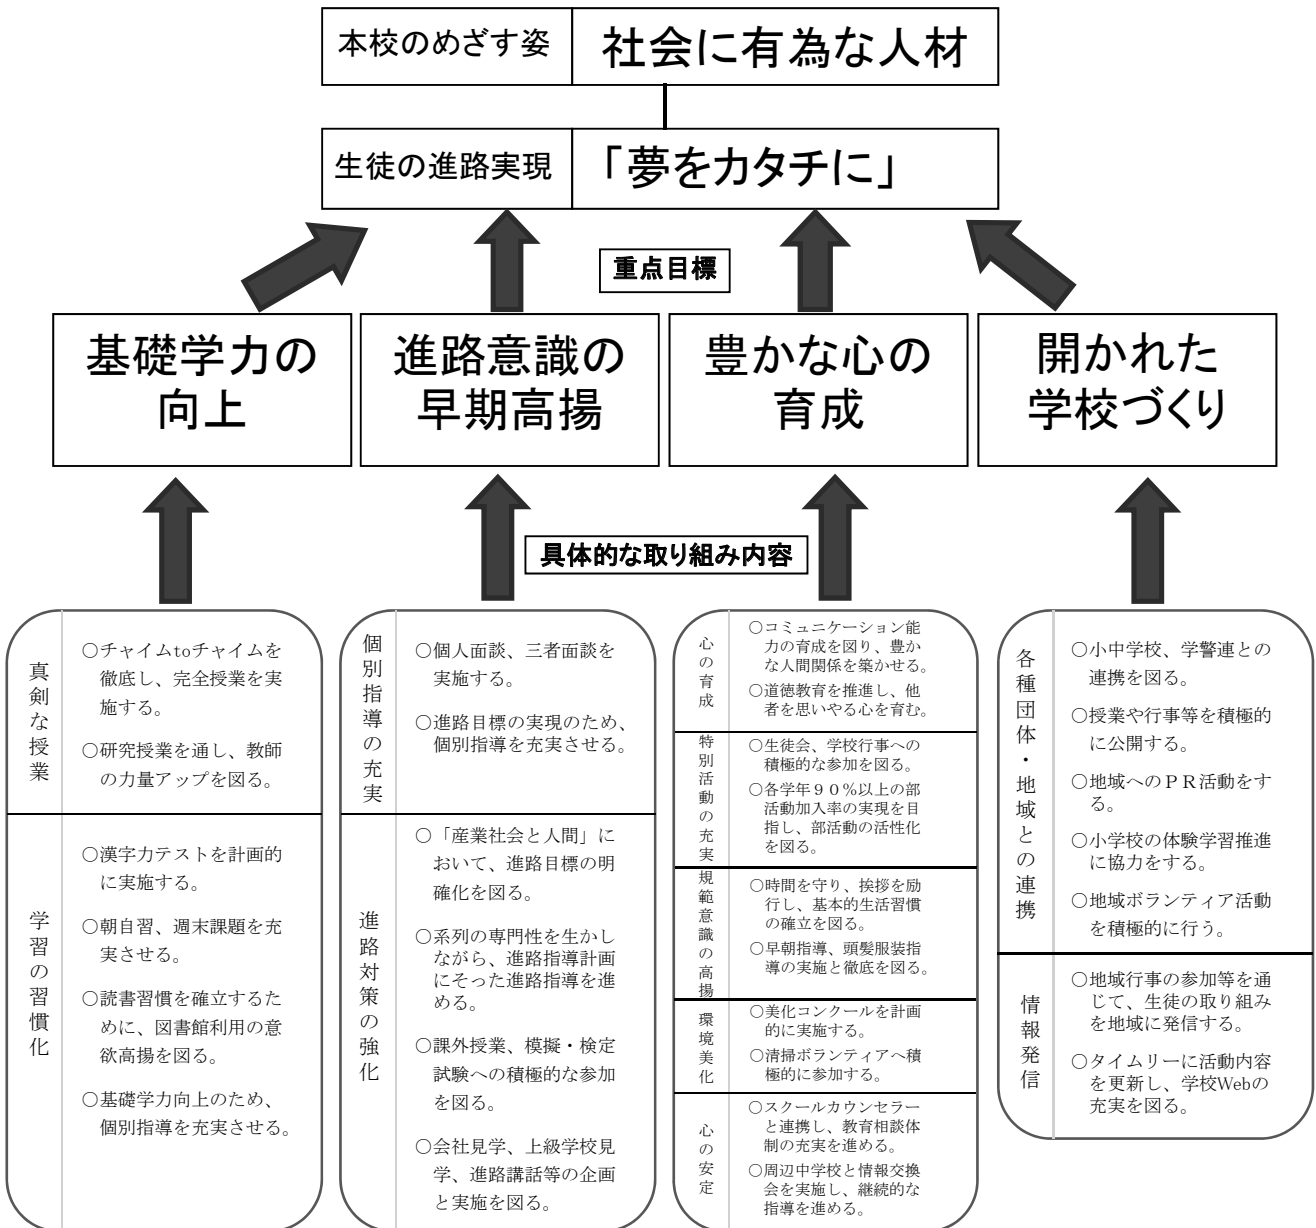 本校のめざす姿
社会に有為な人材
生徒の進路実現
「夢をカタチに」
重点目標
基礎学力の
向上
進路意識の
早期高揚
豊かな心の
育成
開かれた
学校づくり
具体的な取り組み内容
真剣な授業
○チャイムtoチャイムを
徹底し、完全授業を実
施する。
○研究授業を通し、教師
の力量アップを図る。
学習の習慣化
○漢字力テストを計画的
に実施する。
○朝自習、週末課題を充
実させる。
○読書習慣を確立するた
めに、図書館利用の意
欲高揚を図る。
○基礎学力向上のため、
個別指導を充実させる。
個別指導の充実
○個人面談、三者面談を
実施する。
○進路目標の実現のため、
個別指導を充実させる。
進路対策の強化
○「産業社会と人間」に
おいて、進路目標の明
確化を図る。
○系列の専門性を生かし
ながら、進路指導計画
にそった進路指導を進
める。
○課外授業、模擬・検定
試験への積極的な参加
を図る。
○会社見学、上級学校見
学、進路講話等の企画
と実施を図る。
心の育成
○コミュニケーション能
力の育成を図り、豊か
な人間関係を築かせる。
○道徳教育を推進し、他
者を思いやる心を育む。
特別活動の充実
○生徒会、学校行事への
積極的な参加を図る。
○各学年９０％以上の部
活動加入率の実現を目
指し、部活動の活性化
を図る。
規範意識の高揚
○時間を守り、挨拶を励
行し、基本的生活習慣
の確立を図る。
○早朝指導、頭髪服装指
導の実施と徹底を図る。
環境美化
○美化コンクールを計画
的に実施する。
○清掃ボランティアへ積
極的に参加する。
心の安定
○スクールカウンセラー
と連携し、教育相談体
制の充実を進める。
○周辺中学校と情報交換
会を実施し、継続的な
指導を進める。
各種団体・地域との連携
○小中学校、学警連との
連携を図る。
○授業や行事等を積極的
に公開する。
○地域へのＰＲ活動をす
る。
○小学校の体験学習推進
に協力をする。
○地域ボランティア活動
を積極的に行う。
情報発信
○地域行事の参加等を通
じて、生徒の取り組み
を地域に発信する。
○タイムリーに活動内容
を更新し、学校Webの
充実を図る。